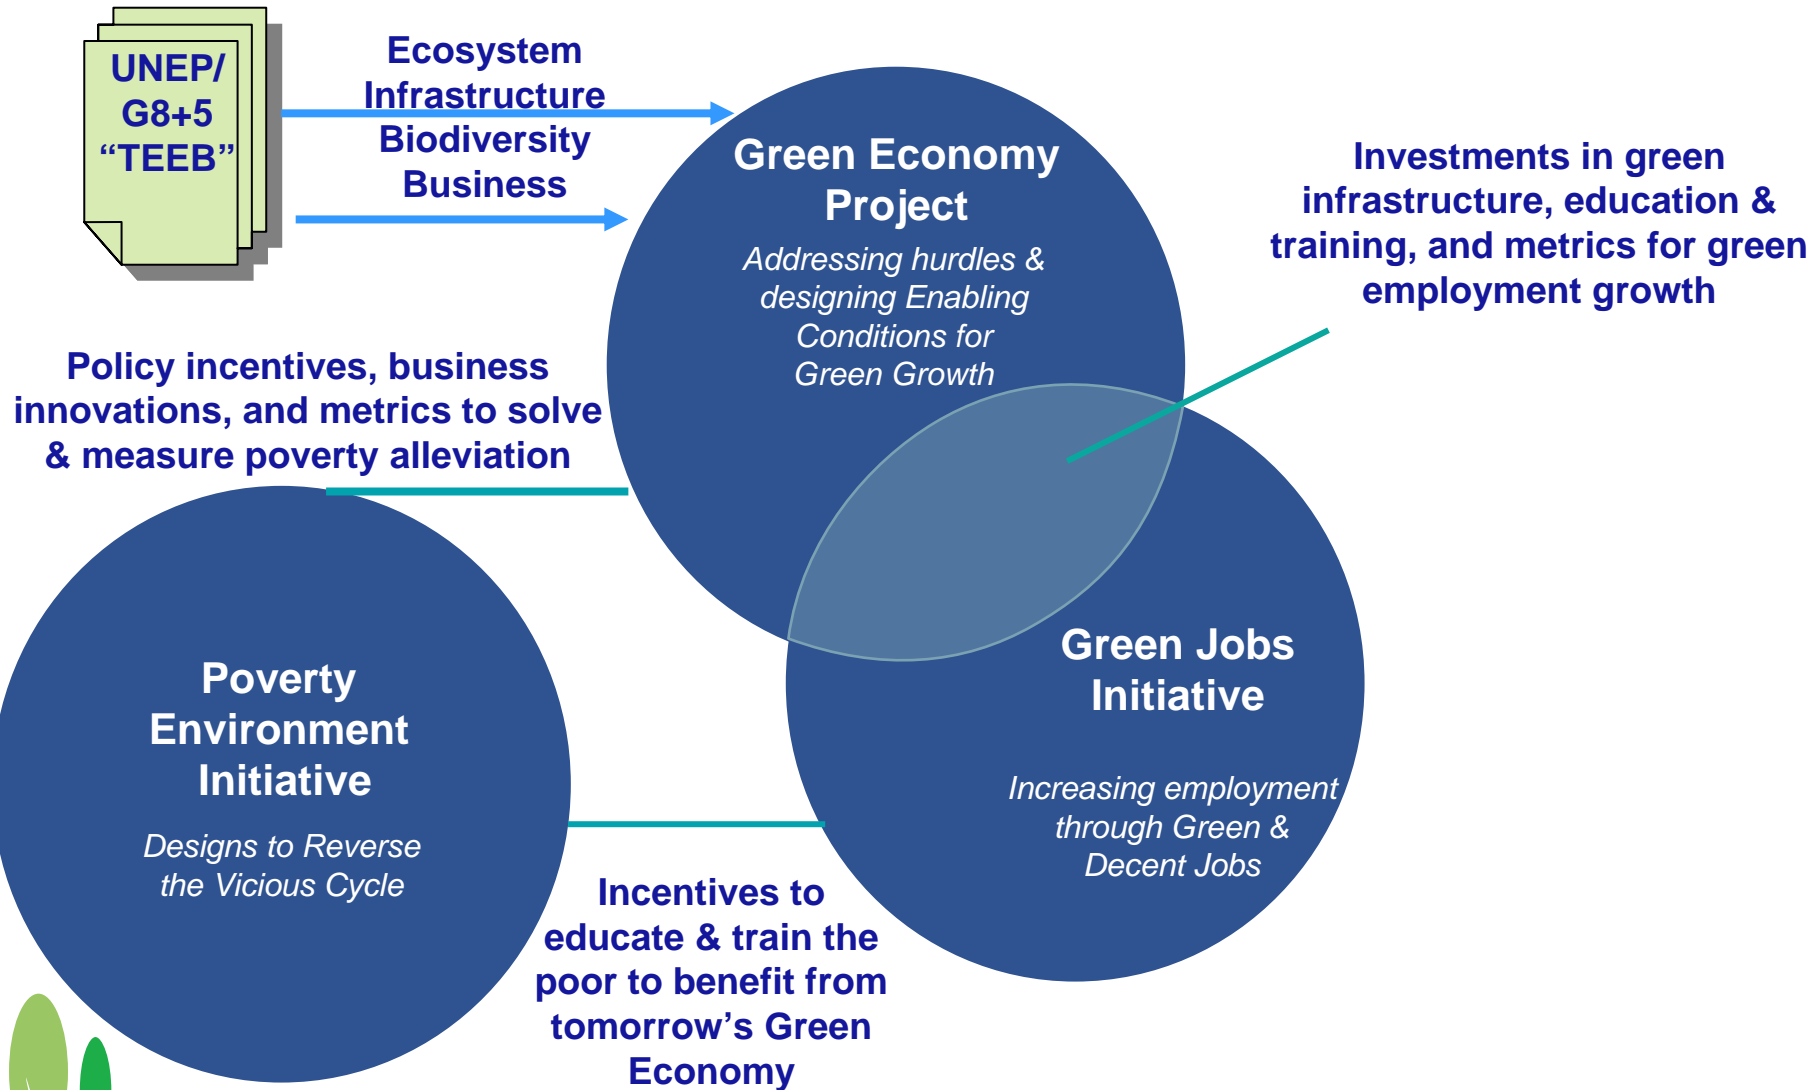 UNEP/
G8+5
“TEEB”
Ecosystem
Infrastructure
Biodiversity
Business
Green Economy
Project
Addressing hurdles &
designing Enabling
Conditions for
Green Growth
Investments in green
infrastructure, education &
training, and metrics for green
employment growth
Policy incentives, business
innovations, and metrics to solve
& measure poverty alleviation
Poverty
Environment
Initiative
Designs to Reverse
the Vicious Cycle
Green Jobs
Initiative
Increasing employment
through Green &
Decent Jobs
Incentives to
educate & train the
poor to benefit from
tomorrow’s Green
Economy